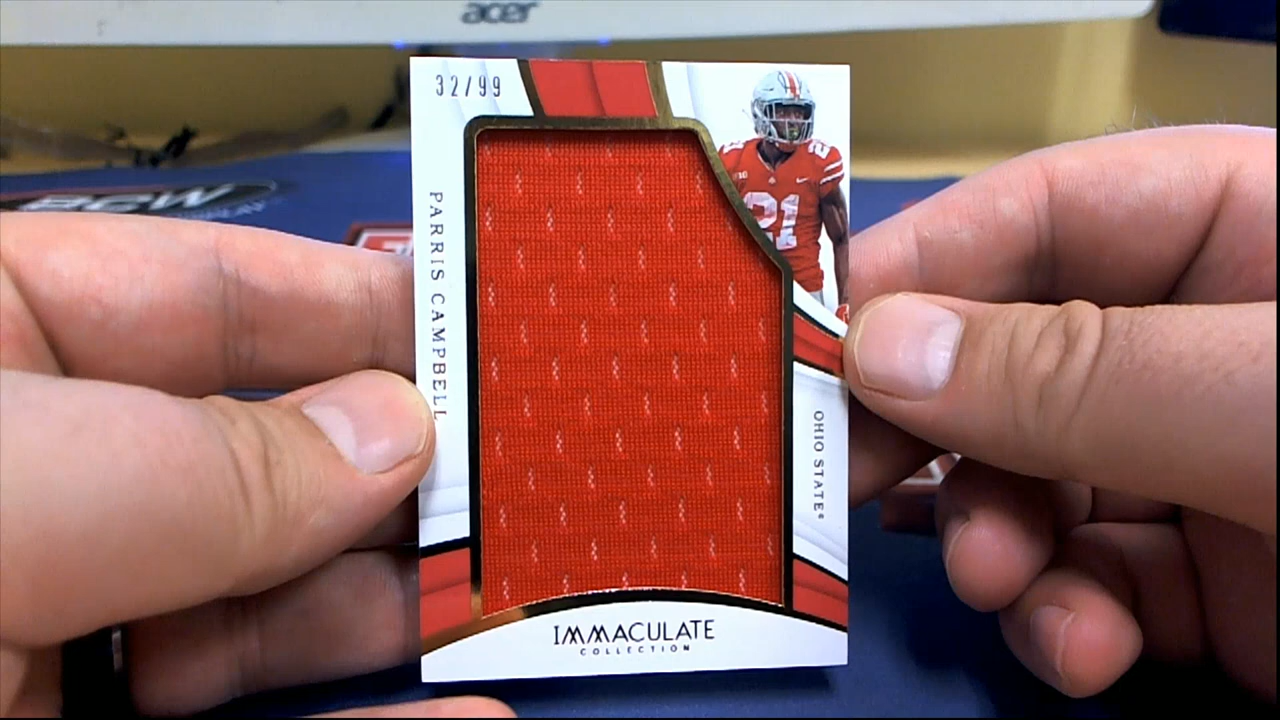 acer
32/99
PARRIS CAMPBELL
21
OHIO STATE®
IMMACULATE
COLLECTION